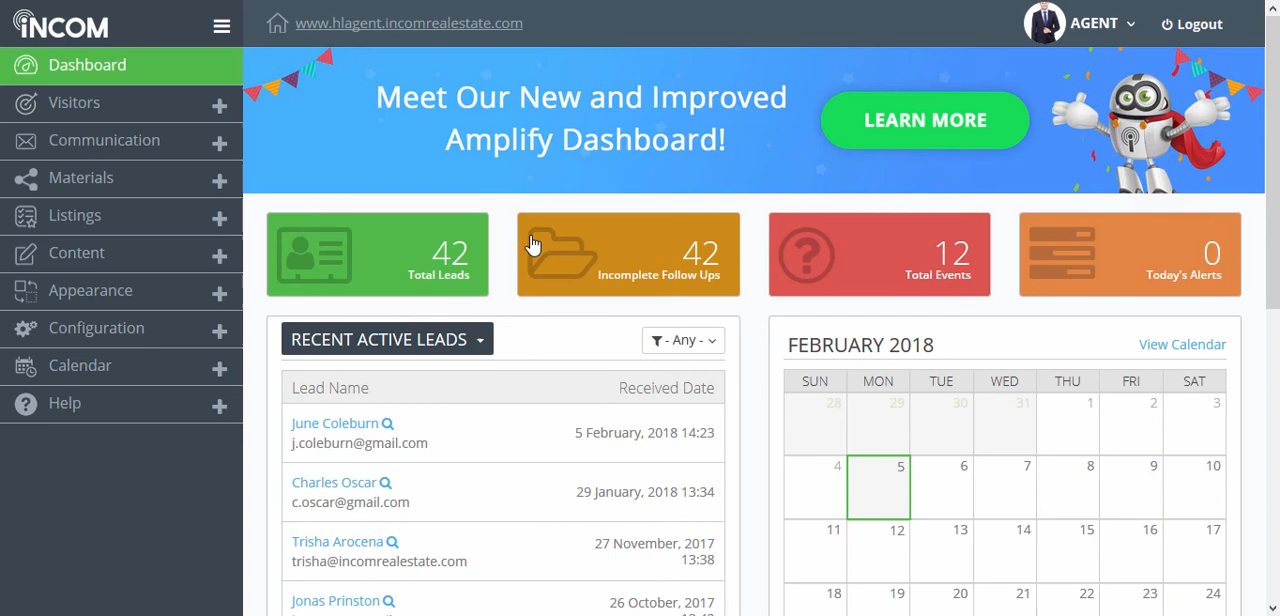 iNCOM
www.hlagent.incomrealestate.com
AGENT
Logout
Dashboard
Visitors
Communication
Materials
Listings
Content
Appearance
Configuration
Calendar
Help
Meet Our New and Improved
Amplify Dashboard!
LEARN MORE
42
Total Leads
42
Incomplete Follow Ups
12
Total Events
0
Today's Alerts
RECENT ACTIVE LEADS
- Any -
Lead Name Received Date
June Coleburn
j.coleburn@gmail.com
5 February, 2018 14:23
Charles Oscar
c.oscar@gmail.com
29 January, 2018 13:34
Trisha Arocena
trisha@incomrealestate.com
27 November, 2017
13:38
Jonas Prinston
26 October, 2017
FEBRUARY 2018
View Calendar
SUN MON TUE WED THU FRI SAT
28 29 30 31 1 2 3
4 5 6 7 8 9 10
11 12 13 14 15 16 17
18 19 20 21 22 23 24